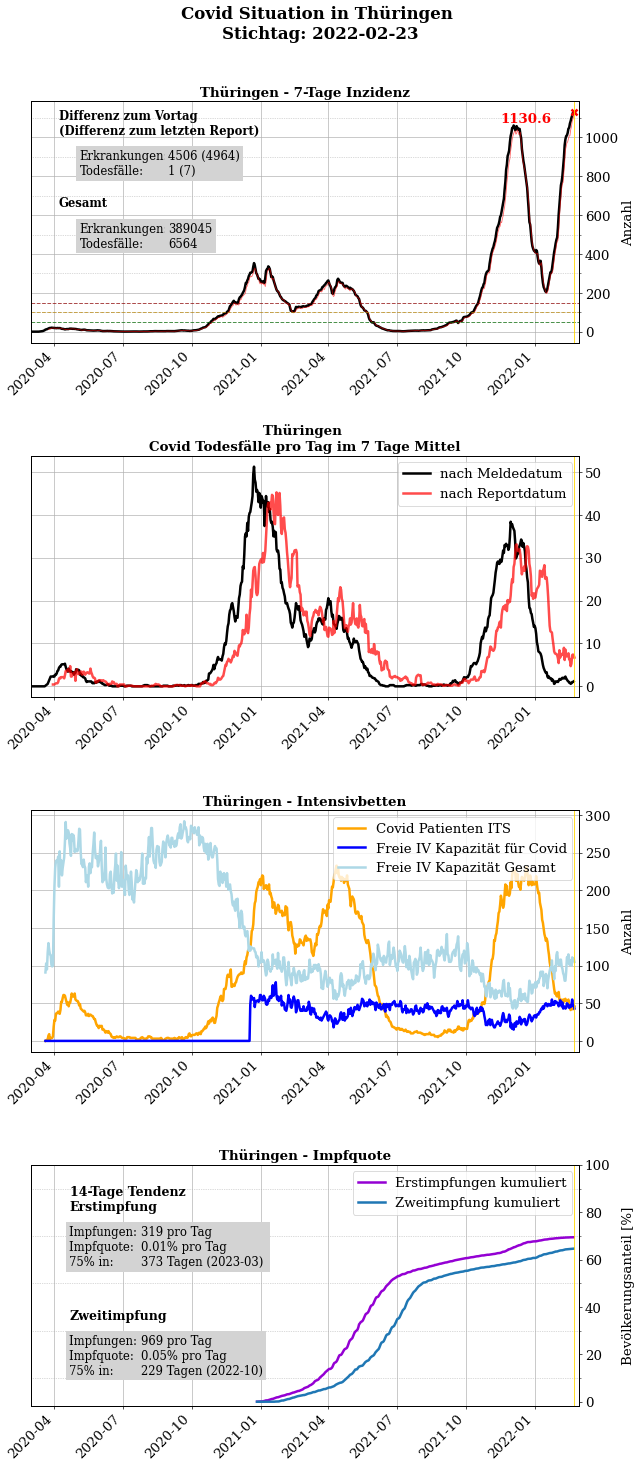 Covid Situation in Thüringen
Stichtag: 2022-02-23
Thüringen - 7-Tage Inzidenz
Differenz zum Vortag
(Differenz zum letzten Report)
Erkrankungen 4506 (4964)
Todesfälle: 1 (7)
Gesamt
Erkrankungen 389045
Todesfälle: 6564
1130.6
1000
800
600
400
200
0
Anzahl
2020-04 2020-07 2020-10 2021-01 2021-04 2021-07 2021-10 2022-01
Thüringen
Covid Todesfälle pro Tag im 7 Tage Mittel
nach Meldedatum
nach Reportdatum
50
40
30
20
10
0
2020-04 2020-07 2020-10 2021-01 2021-04 2021-07 2021-10 2022-01
Thüringen - Intensivbetten
Covid Patienten ITS
Freie IV Kapazität für Covid
Freie IV Kapazität Gesamt
300
250
200
150
100
50
0
Anzahl
2020-04 2020-07 2020-10 2021-01 2021-04 2021-07 2021-10 2022-01
Thüringen - Impfquote
14-Tage Tendenz
Erstimpfung
Impfungen: 319 pro Tag
Impfquote: 0.01% pro Tag
75% in: 373 Tagen (2023-03)
Zweitimpfung
Impfungen: 969 pro Tag
Impfquote: 0.05% pro Tag
75% in: 229 Tagen (2022-10)
Erstimpfungen kumuliert
Zweitimpfung kumuliert
100
80
60
40
20
0
Bevölkerungsanteil [%]
2020-04 2020-07 2020-10 2021-01 2021-04 2021-07 2021-10 2022-01